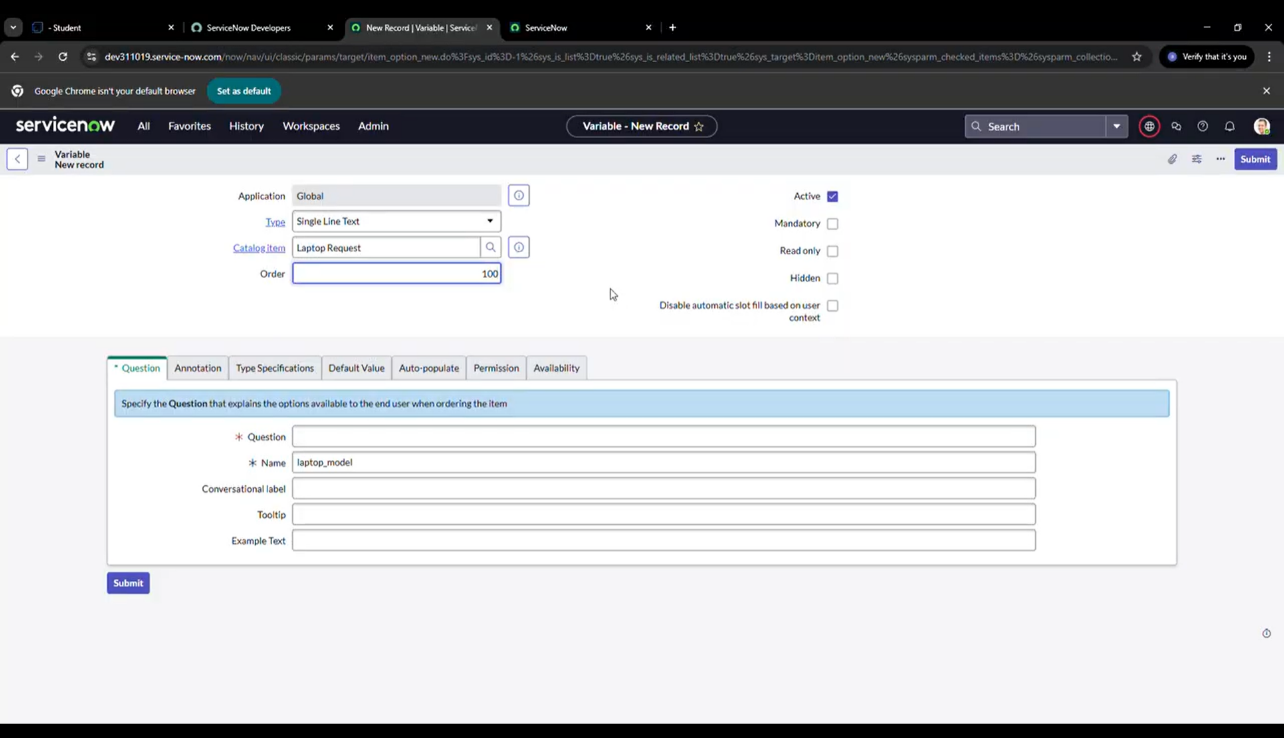 - Student
ServiceNow Developers
New Record | Variable | Service
ServiceNow
dev311019.service-now.com/now/nav/ui/classic/params/target/item_option_new.do%3Fsys_id%3D-1%26sys_is_list%3Dtrue%26sys_is_related_list%3Dtrue%26sys_target%3Ditem_option_new%26sysparm_checked_items%3D%26sysparm_collectio...
Verify that it's you
Google Chrome isn't your default browser
Set as default
servicenow
All
Favorites
History
Workspaces
Admin
Variable - New Record
Search
Variable
New record
Submit
Application
Global
Type
Single Line Text
Catalog item
Laptop Request
Order
100
Active
Mandatory
Read only
Hidden
Disable automatic slot fill based on user
context
* Question
Annotation
Type Specifications
Default Value
Auto-populate
Permission
Availability
Specify the Question that explains the options available to the end user when ordering the item
* Question
* Name
laptop_model
Conversational label
Tooltip
Example Text
Submit